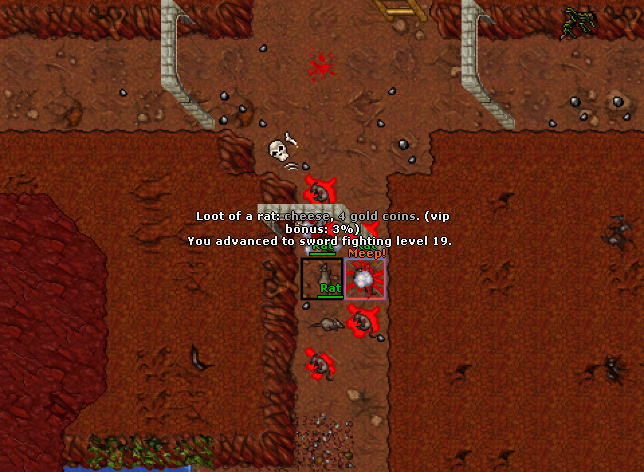 Loot of a rat: cheese, 4 gold coins. (vip
bonus: 3%)
You advanced to sword fighting level 19.
Rat
Meep!
Rat